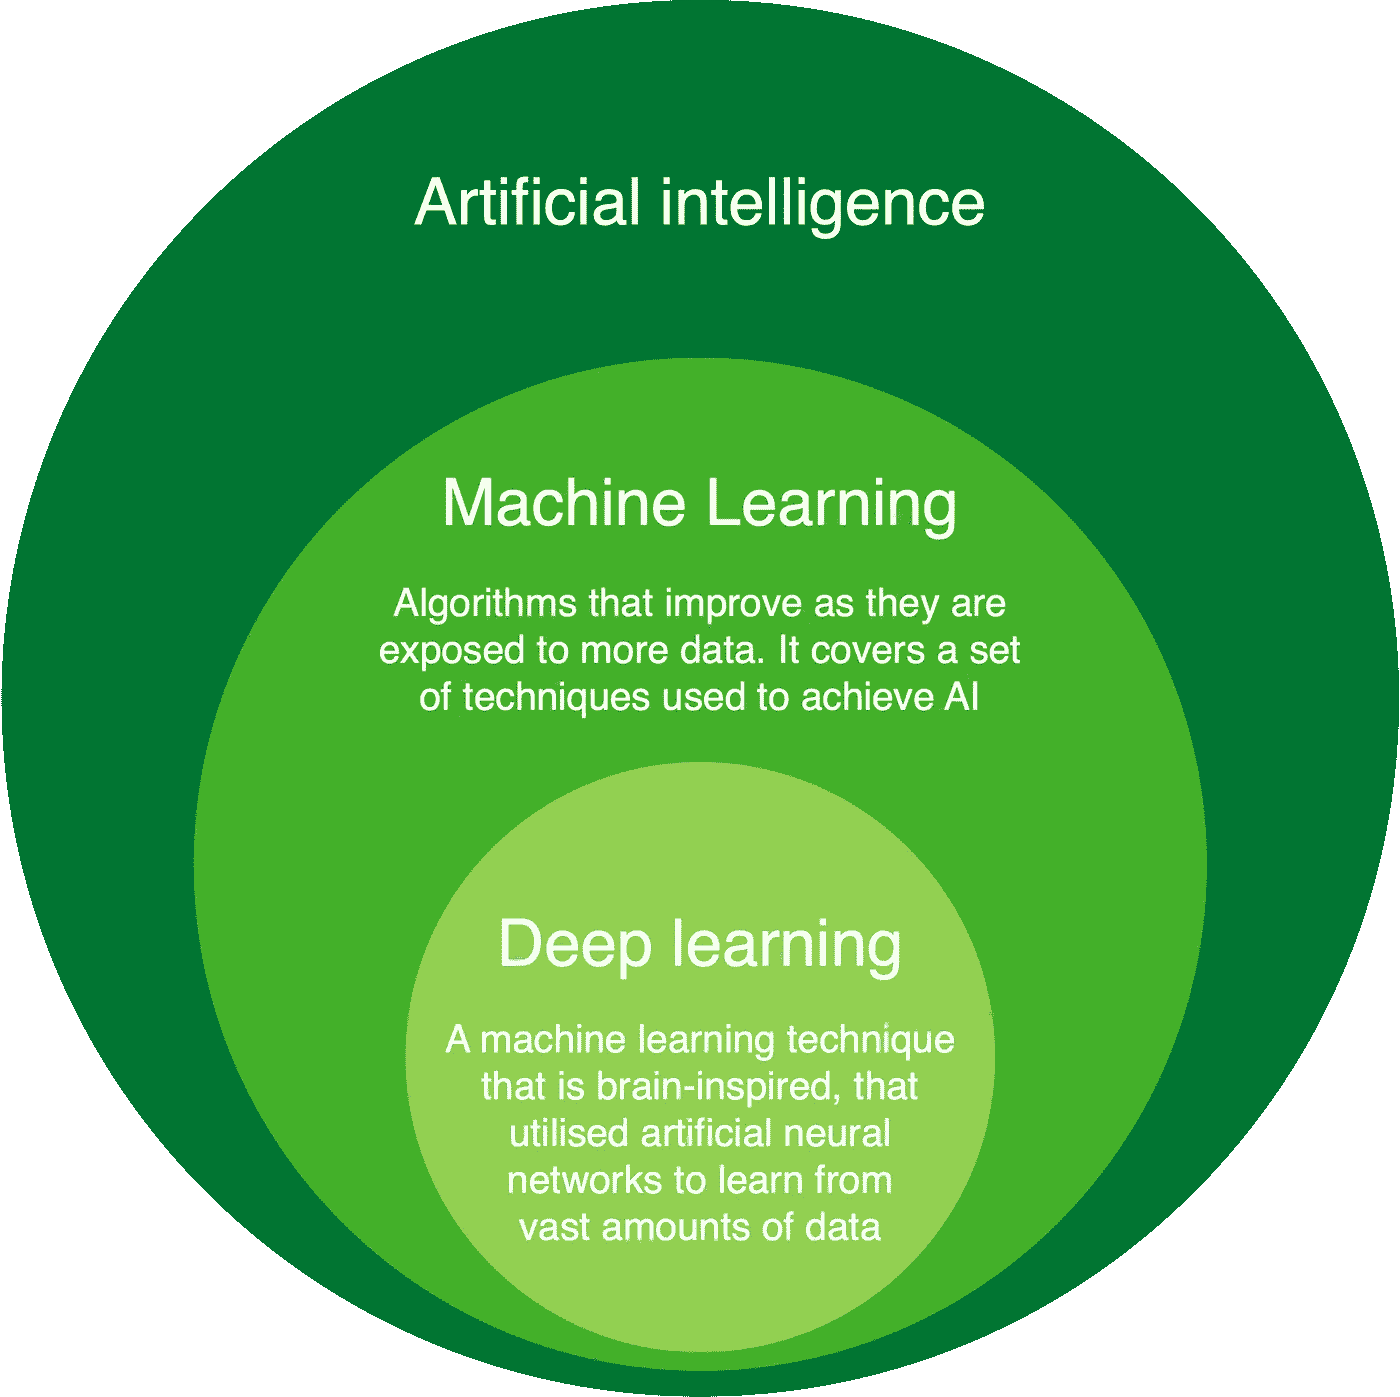 Artificial intelligence
Machine Learning
Algorithms that improve as they are
exposed to more data. It covers a set
of techniques used to achieve AI
Deep learning
A machine learning technique
that is brain-inspired, that
utilised artificial neural
networks to learn from
vast amounts of data